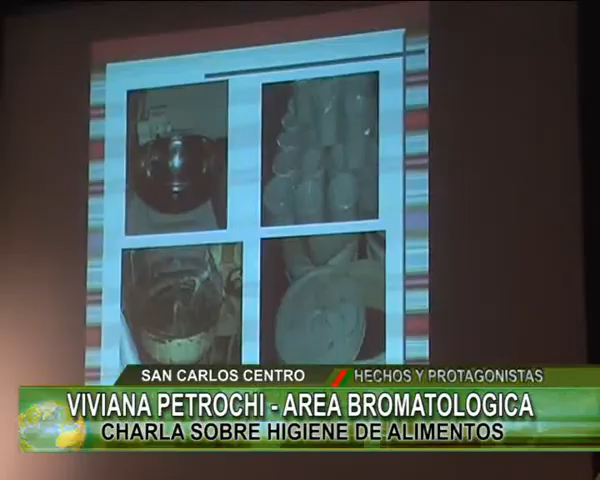 SAN CARLOS CENTRO / HECHOS Y PROTAGONISTAS
VIVIANA PETROCHI - AREA BROMATOLOGICA
CHARLA SOBRE HIGIENE DE ALIMENTOS